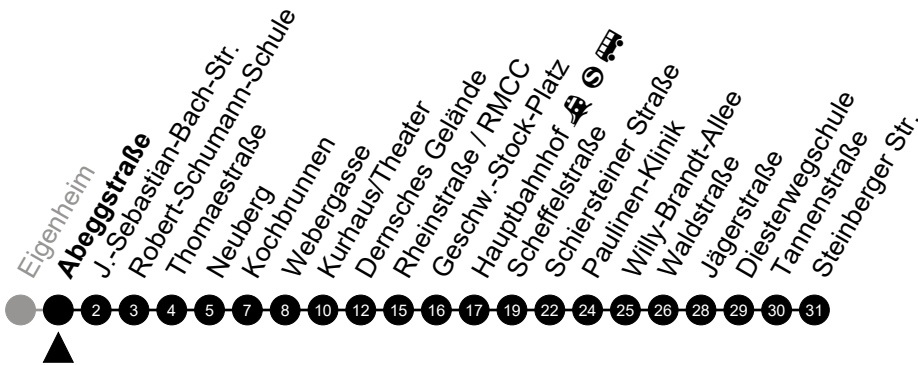 Eigenheim
Abeggstraße
J.-Sebastian-Bach-Str.
Robert-Schumann-Schule
Thomaestraße
Neuberg
Kochbrunnen
Webergasse
Kurhaus/Theater
Dernsches Gelände
Rheinstraße / RMCC
Geschw.-Stock-Platz
Hauptbahnhof S
Scheffelstraße
Schiersteiner Straße
Paulinen-Klinik
Willy-Brandt-Allee
Waldstraße
Jägerstraße
Diesterwegschule
Tannenstraße
Steinberger Str.
2 3 4 5 7 8 10 12 15 16 17 19 22 24 25 26 28 29 30 31